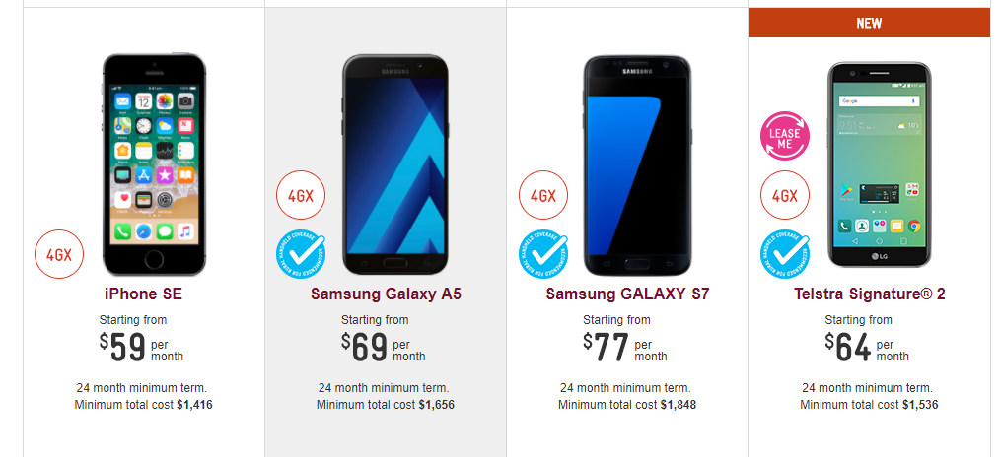 NEW
SAMSUNG
SAMSUNG
Google
LEASE
ME
4GX
4GX
4GX
4GX
RECOMMENDED FOR RURAL HANDHELD COVERAGE
RECOMMENDED FOR RURAL HANDHELD COVERAGE
RECOMMENDED FOR RURAL HANDHELD COVERAGE
LG
iPhone SE
Starting from
$59 per
month
24 month minimum term.
Minimum total cost $1,416
Samsung Galaxy A5
Starting from
$69 per
month
24 month minimum term.
Minimum total cost $1,656
Samsung GALAXY S7
Starting from
$77 per
month
24 month minimum term.
Minimum total cost $1,848
Telstra Signature® 2
Starting from
$64 per
month
24 month minimum term.
Minimum total cost $1,536